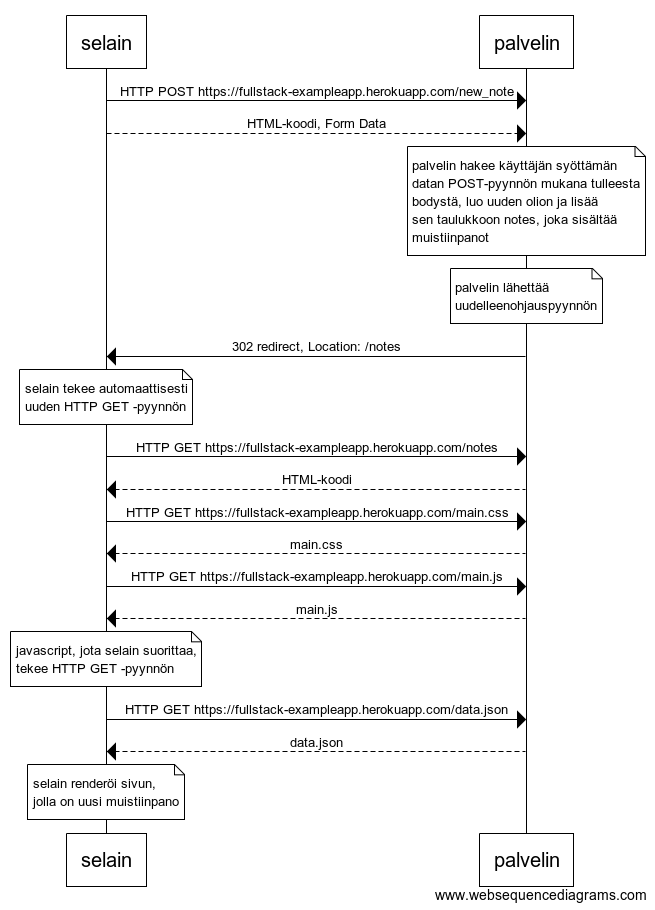 selain
palvelin
HTTP POST https://fullstack-exampleapp.herokuapp.com/new_note
HTML-koodi, Form Data
palvelin hakee käyttäjän syöttämän
datan POST-pyynnön mukana tulleesta
bodystä, luo uuden olion ja lisää
sen taulukkoon notes, joka sisältää
muistiinpanot
palvelin lähettää
uudelleenohjauspyynnön
302 redirect, Location: /notes
selain tekee automaattisesti
uuden HTTP GET -pyynnön
HTTP GET https://fullstack-exampleapp.herokuapp.com/notes
HTML-koodi
HTTP GET https://fullstack-exampleapp.herokuapp.com/main.css
main.css
HTTP GET https://fullstack-exampleapp.herokuapp.com/main.js
main.js
javascript, jota selain suorittaa,
tekee HTTP GET -pyynnön
HTTP GET https://fullstack-exampleapp.herokuapp.com/data.json
data.json
selain renderöi sivun,
jolla on uusi muistiinpano
selain
palvelin
www.websequencediagrams.com